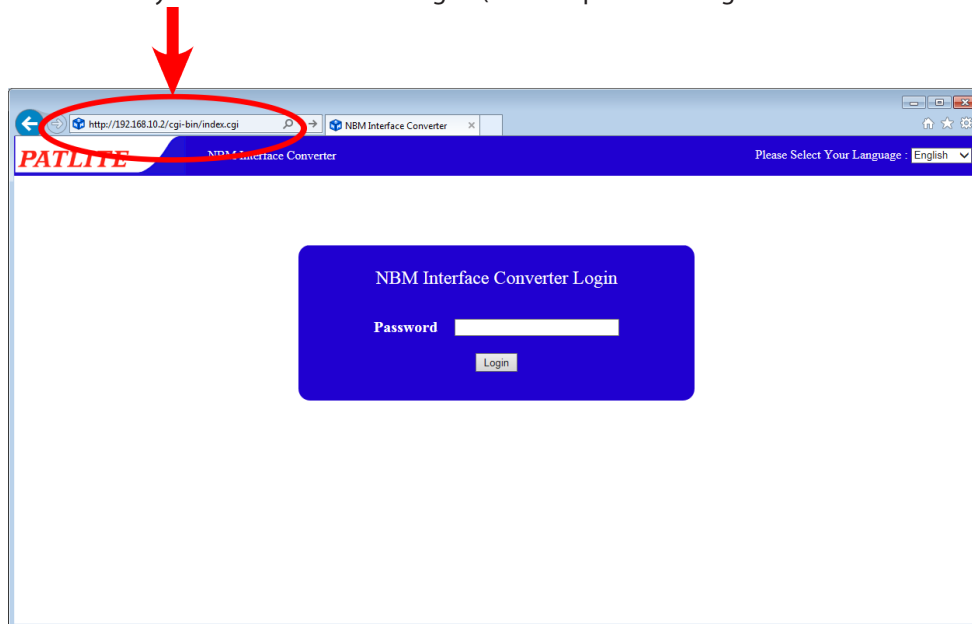 http://192.168.10.2/cgi-bin/index.cgi
NBM Interface Converter
PATLITE
NBM Interface Converter
Please Select Your Language : English
NBM Interface Converter Login
Password
Login